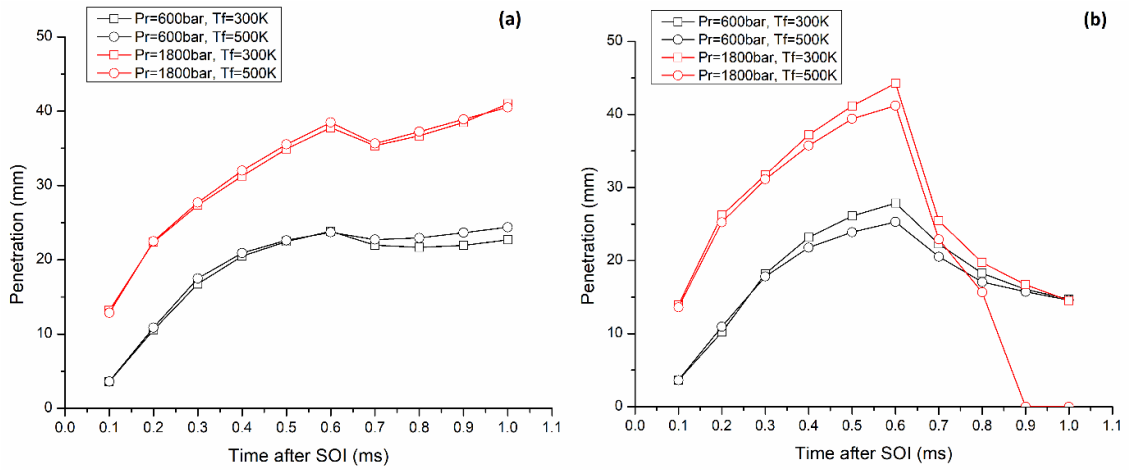 (a)
Pr=600bar, Tf=300K
Pr=600bar, Tf=500K
Pr=1800bar, Tf=300K
Pr=1800bar, Tf=500K
50
40
30
20
10
0
Penetration (mm)
0.0 0.1 0.2 0.3 0.4 0.5 0.6 0.7 0.8 0.9 1.0 1.1
Time after SOI (ms)
(b)
Pr=600bar, Tf=300K
Pr=600bar, Tf=500K
Pr=1800bar, Tf=300K
Pr=1800bar, Tf=500K
50
40
30
20
10
0
Penetration (mm)
0.0 0.1 0.2 0.3 0.4 0.5 0.6 0.7 0.8 0.9 1.0 1.1
Time after SOI (ms)